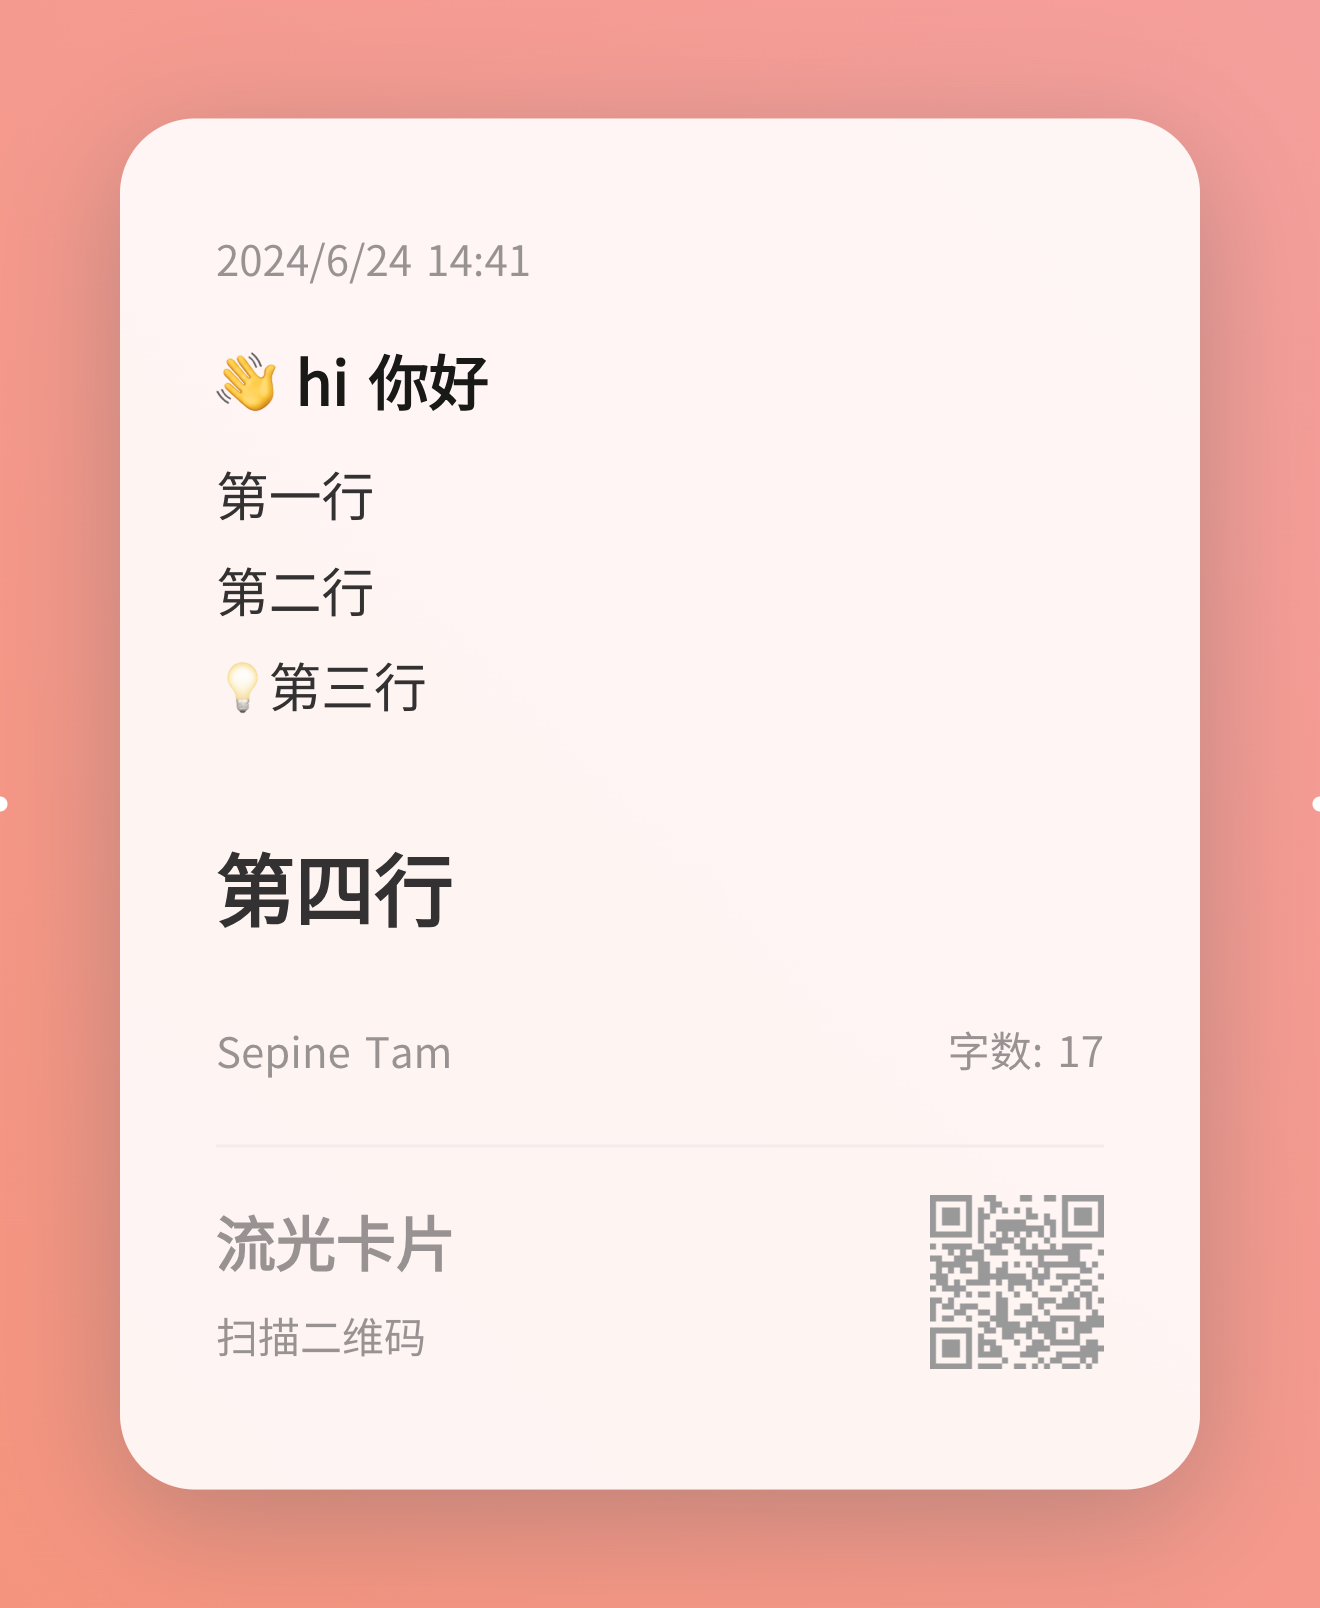 2024/6/24 14:41
👋 hi 你好
第一行
第二行
💡第三行
第四行
Sepine Tam
字数: 17
流光卡片
扫描二维码